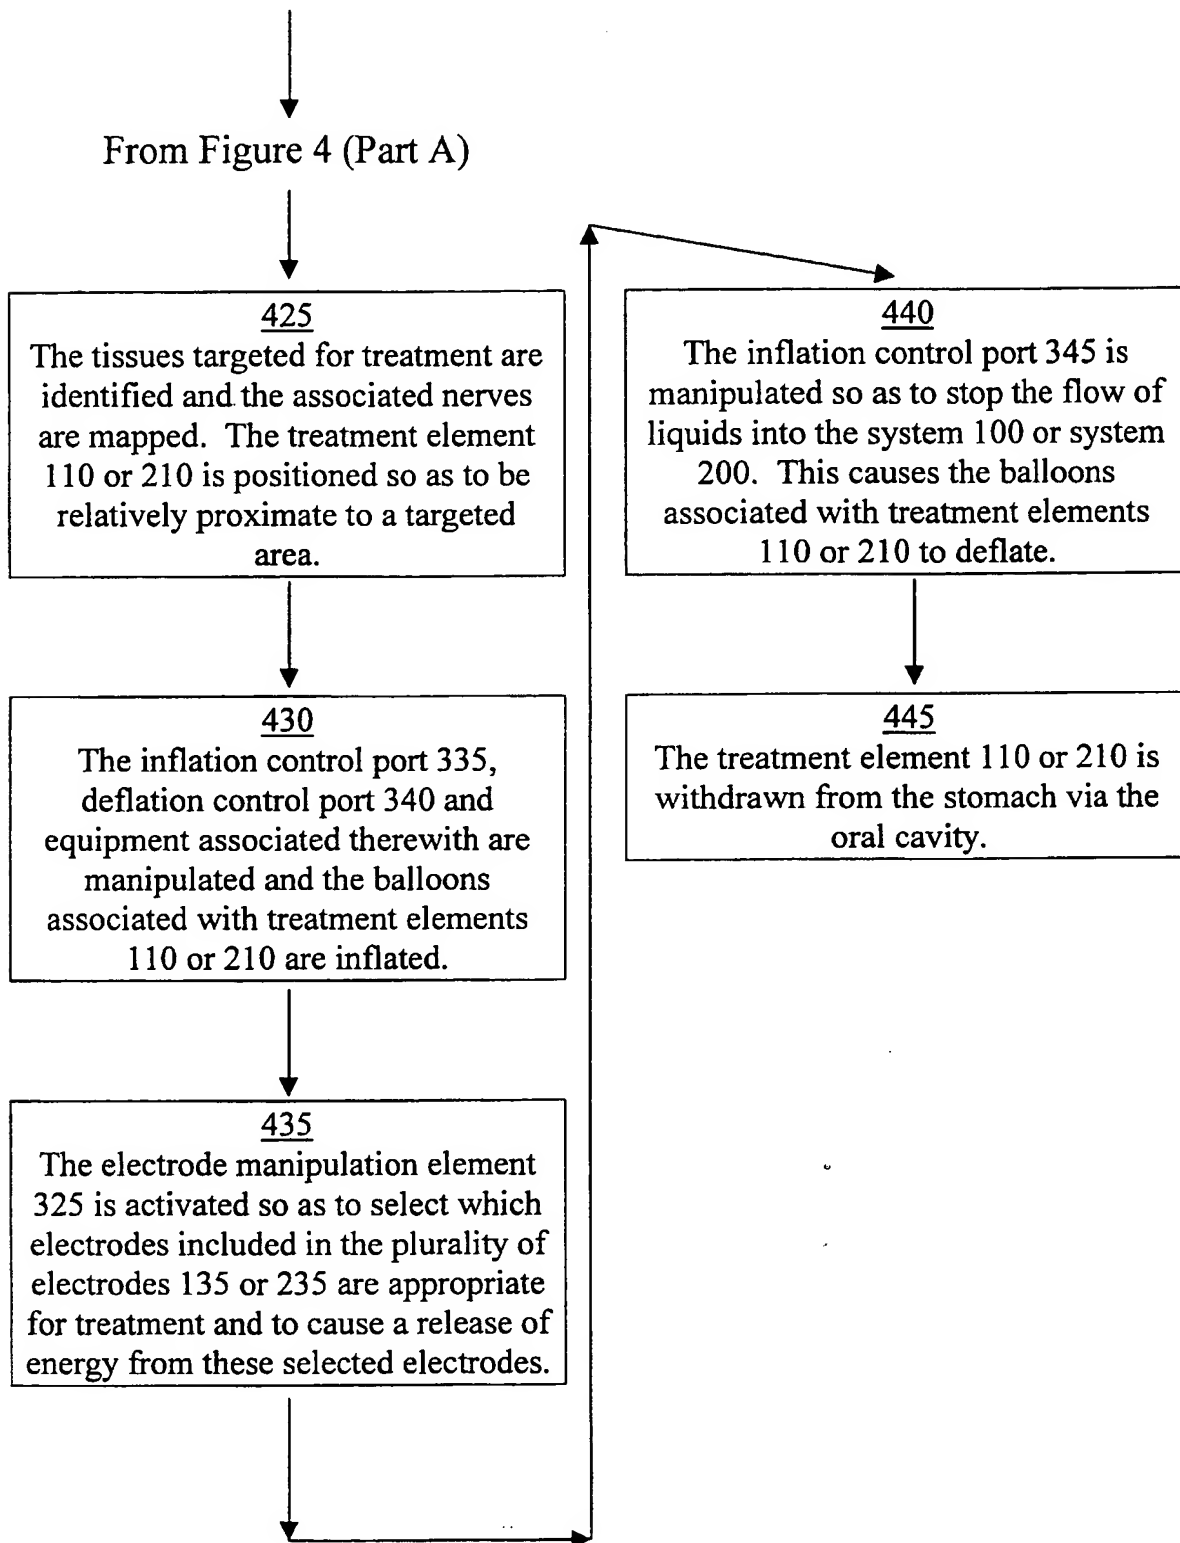 From Figure 4 (Part A)
425
The tissues targeted for treatment are
identified and the associated nerves
are mapped. The treatment element
110 or 210 is positioned so as to be
relatively proximate to a targeted
area.
430
The inflation control port 335,
deflation control port 340 and
equipment associated therewith are
manipulated and the balloons
associated with treatment elements
110 or 210 are inflated.
435
The electrode manipulation element
325 is activated so as to select which
electrodes included in the plurality of
electrodes 135 or 235 are appropriate
for treatment and to cause a release of
energy from these selected electrodes.
440
The inflation control port 345 is
manipulated so as to stop the flow of
liquids into the system 100 or system
200. This causes the balloons
associated with treatment elements
110 or 210 to deflate.
445
The treatment element 110 or 210 is
withdrawn from the stomach via the
oral cavity.